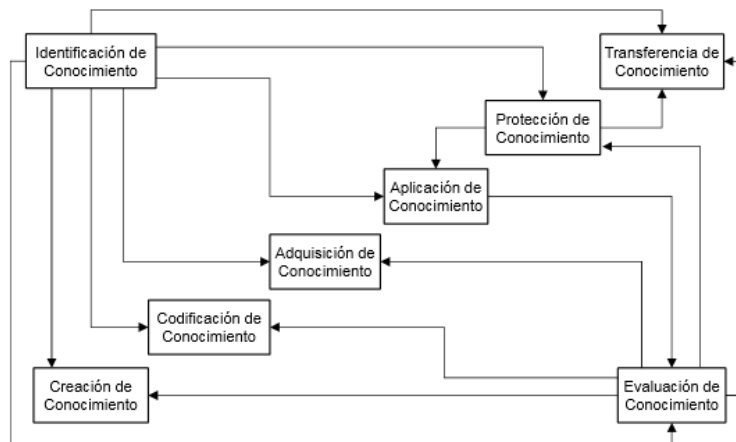 Identificación de
Conocimiento
Transferencia de
Conocimiento
Protección de
Conocimiento
Aplicación de
Conocimiento
Adquisición de
Conocimiento
Codificación de
Conocimiento
Creación de
Conocimiento
Evaluación de
Conocimiento